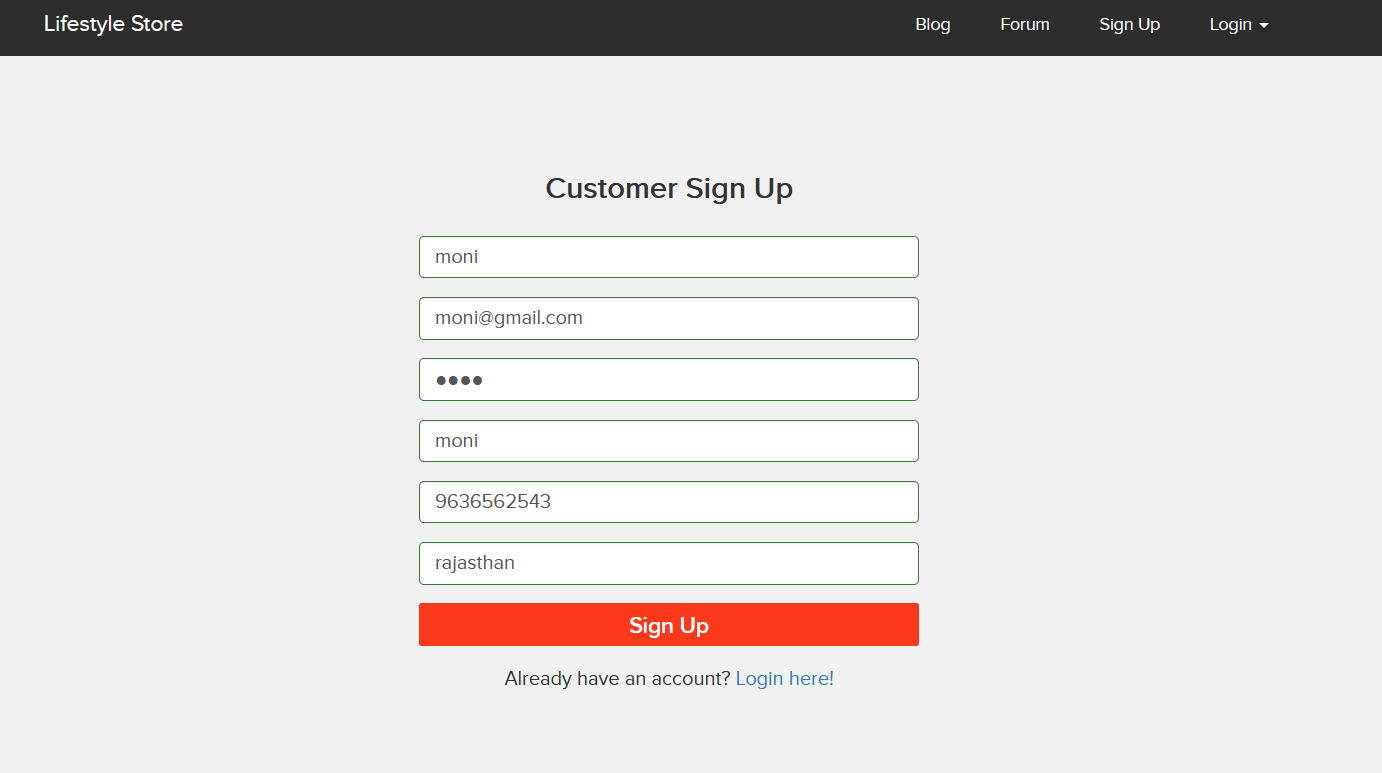 Lifestyle Store Blog Forum Sign Up Login
Customer Sign Up
moni
moni@gmail.com
●●●●
moni
9636562543
rajasthan
Sign Up
Already have an account? Login here!